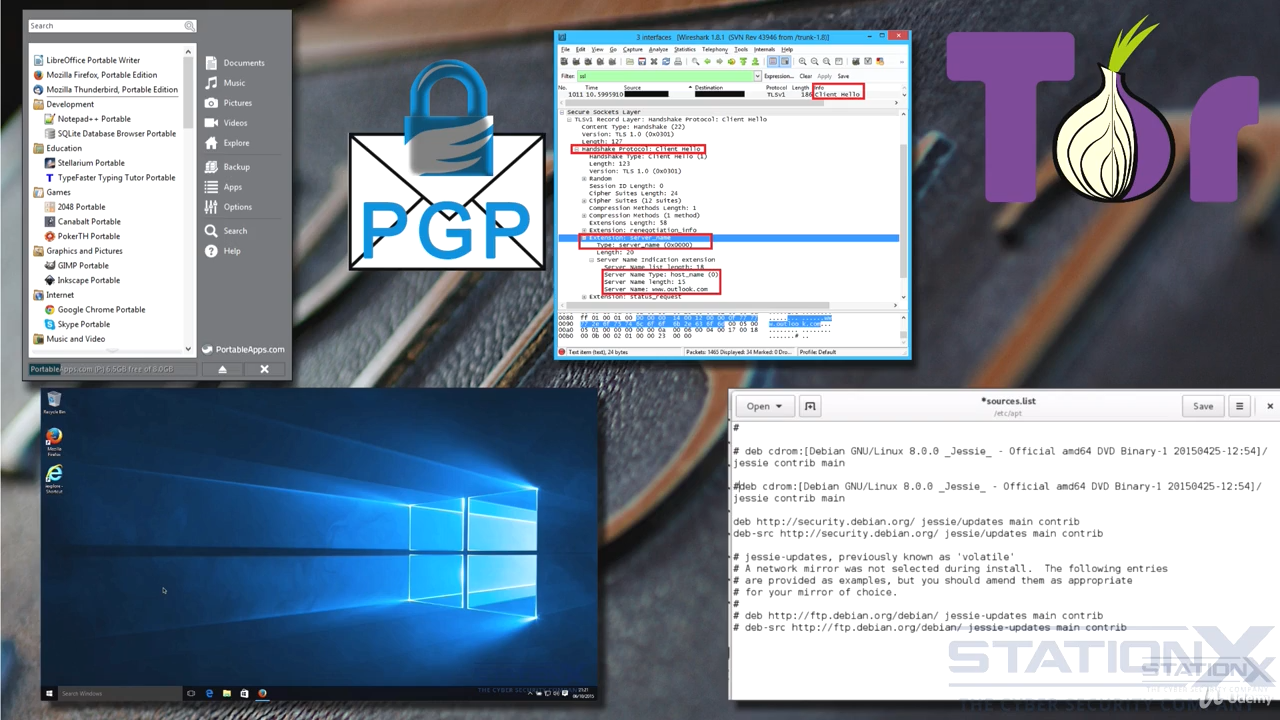 Search
LibreOffice Portable Writer
Mozilla Firefox, Portable Edition
Mozilla Thunderbird, Portable Edition
Development
Notepad++ Portable
SQLite Database Browser Portable
Education
Stellarium Portable
TypeFaster Typing Tutor Portable
Games
2048 Portable
Canabalt Portable
PokerTH Portable
Graphics and Pictures
GIMP Portable
Inkscape Portable
Internet
Google Chrome Portable
Skype Portable
Music and Video
Documents
Music
Pictures
Videos
Explore
Backup
Apps
Options
Search
Help
PortableApps.com
PortableApps.com (P:) 6.5GB free of 8.0GB
PGP
3 interfaces [Wireshark 1.8.1 (SVN Rev 43946 from /trunk-1.8)]
File Edit View Go Capture Analyze Statistics Telephony Tools Internals Help
Filter: ssl Expression... Clear Apply Save
Time Source Destination Protocol Length Info
1011 10.5995910 TLSv1 186 Client Hello
Secure Sockets Layer
TLSv1 Record Layer: Handshake Protocol: Client Hello
Content Type: Handshake (22)
Version: TLS 1.0 (0x0301)
Length: 127
Handshake Protocol: Client Hello
Handshake Type: Client Hello (1)
Length: 123
Version: TLS 1.0 (0x0301)
Random
Session ID Length: 0
Cipher Suites Length: 24
Cipher Suites (12 suites)
Compression Methods Length: 1
Compression Methods (1 method)
Extensions Length: 58
Extension: renegotiation_info
Extension: server_name
Type: server_name (0x0000)
Length: 20
Server Name Indication extension
Server Name list length: 18
Server Name Type: host_name (0)
Server Name length: 15
Server Name: www.outlook.com
Extension: status_request
Text item (text), 24 bytes
Packets: 1465 Displayed: 34 Marked: 0 Dro...
Profile: Default
Recycle Bin
Mozilla Firefox
iexplore - Shortcut
Search Windows
21:21
06/10/2015
THE CYBER SECURITY COMPANY
Open
*sources.list
/etc/apt
Save
#
# deb cdrom:[Debian GNU/Linux 8.0.0 _Jessie_ - Official amd64 DVD Binary-1 20150425-12:54]/
jessie contrib main
#deb cdrom:[Debian GNU/Linux 8.0.0 _Jessie_ - Official amd64 DVD Binary-1 20150425-12:54]/
jessie contrib main
deb http://security.debian.org/ jessie/updates main contrib
deb-src http://security.debian.org/ jessie/updates main contrib
# jessie-updates, previously known as 'volatile'
# A network mirror was not selected during install.  The following entries
# are provided as examples, but you should amend them as appropriate
# for your mirror of choice.
#
# deb http://ftp.debian.org/debian/ jessie-updates main contrib
# deb-src http://ftp.debian.org/debian/ jessie-updates main contrib
STATIONX
STATIONX
THE CYBER SECURITY COM
Udemy